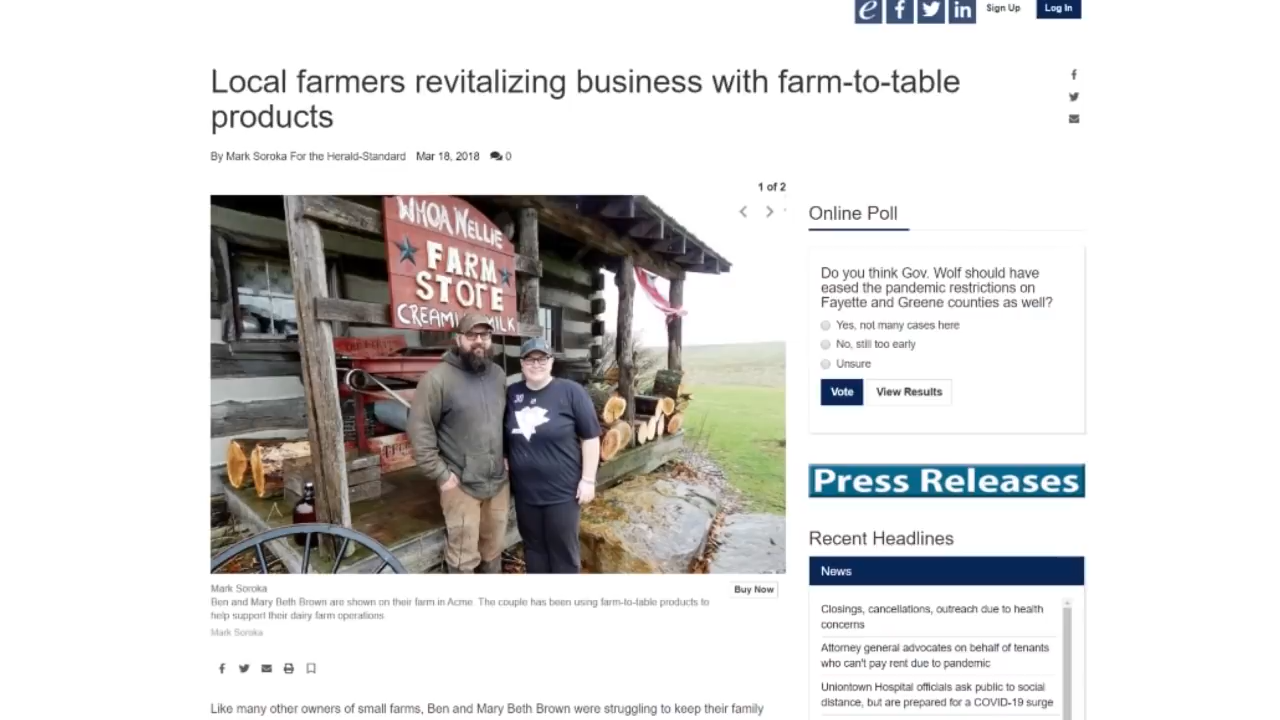 Sign Up
Log In
Local farmers revitalizing business with farm-to-table
products
By Mark Soroka For the Herald-Standard Mar 18, 2018 0
1 of 2
WHOA NELLIE
FARM
STORE
CREAMLINE MILK
Mark Soroka
Buy Now
Ben and Mary Beth Brown are shown on their farm in Acme. The couple has been using farm-to-table products to
help support their dairy farm operations.
Mark Soroka
Like many other owners of small farms, Ben and Mary Beth Brown were struggling to keep their family
Online Poll
Do you think Gov. Wolf should have
eased the pandemic restrictions on
Fayette and Greene counties as well?
Yes, not many cases here
No, still too early
Unsure
Vote
View Results
Press Releases
Recent Headlines
News
Closings, cancellations, outreach due to health
concerns
Attorney general advocates on behalf of tenants
who can't pay rent due to pandemic
Uniontown Hospital officials ask public to social
distance, but are prepared for a COVID-19 surge